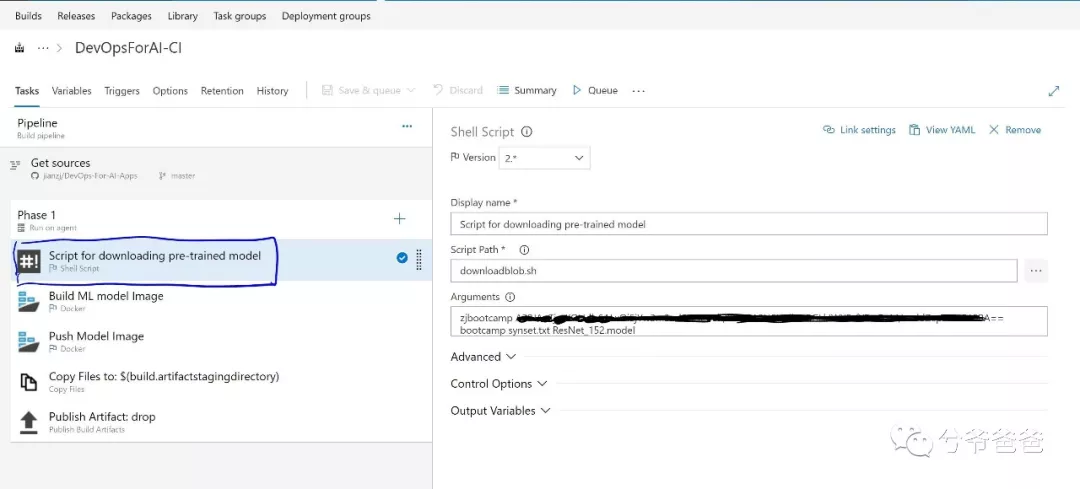 Builds Releases Packages Library Task groups Deployment groups
··· > DevOpsForAI-CI
Tasks Variables Triggers Options Retention History Save & queue Discard Summary Queue ···
Pipeline ···
Build pipeline
Get sources
jianzj/DevOps-For-AI-Apps master
Phase 1
Run on agent
Script for downloading pre-trained model
Shell Script
Build ML model Image
Docker
Push Model Image
Docker
Copy Files to: $(build.artifactstagingdirectory)
Copy Files
Publish Artifact: drop
Publish Build Artifacts
Shell Script Link settings View YAML Remove
Version 2.*
Display name *
Script for downloading pre-trained model
Script Path *
downloadblob.sh ···
Arguments
zjbootcamp A==
bootcamp synset.txt ResNet_152.model
Advanced
Control Options
Output Variables
兮爷爸爸